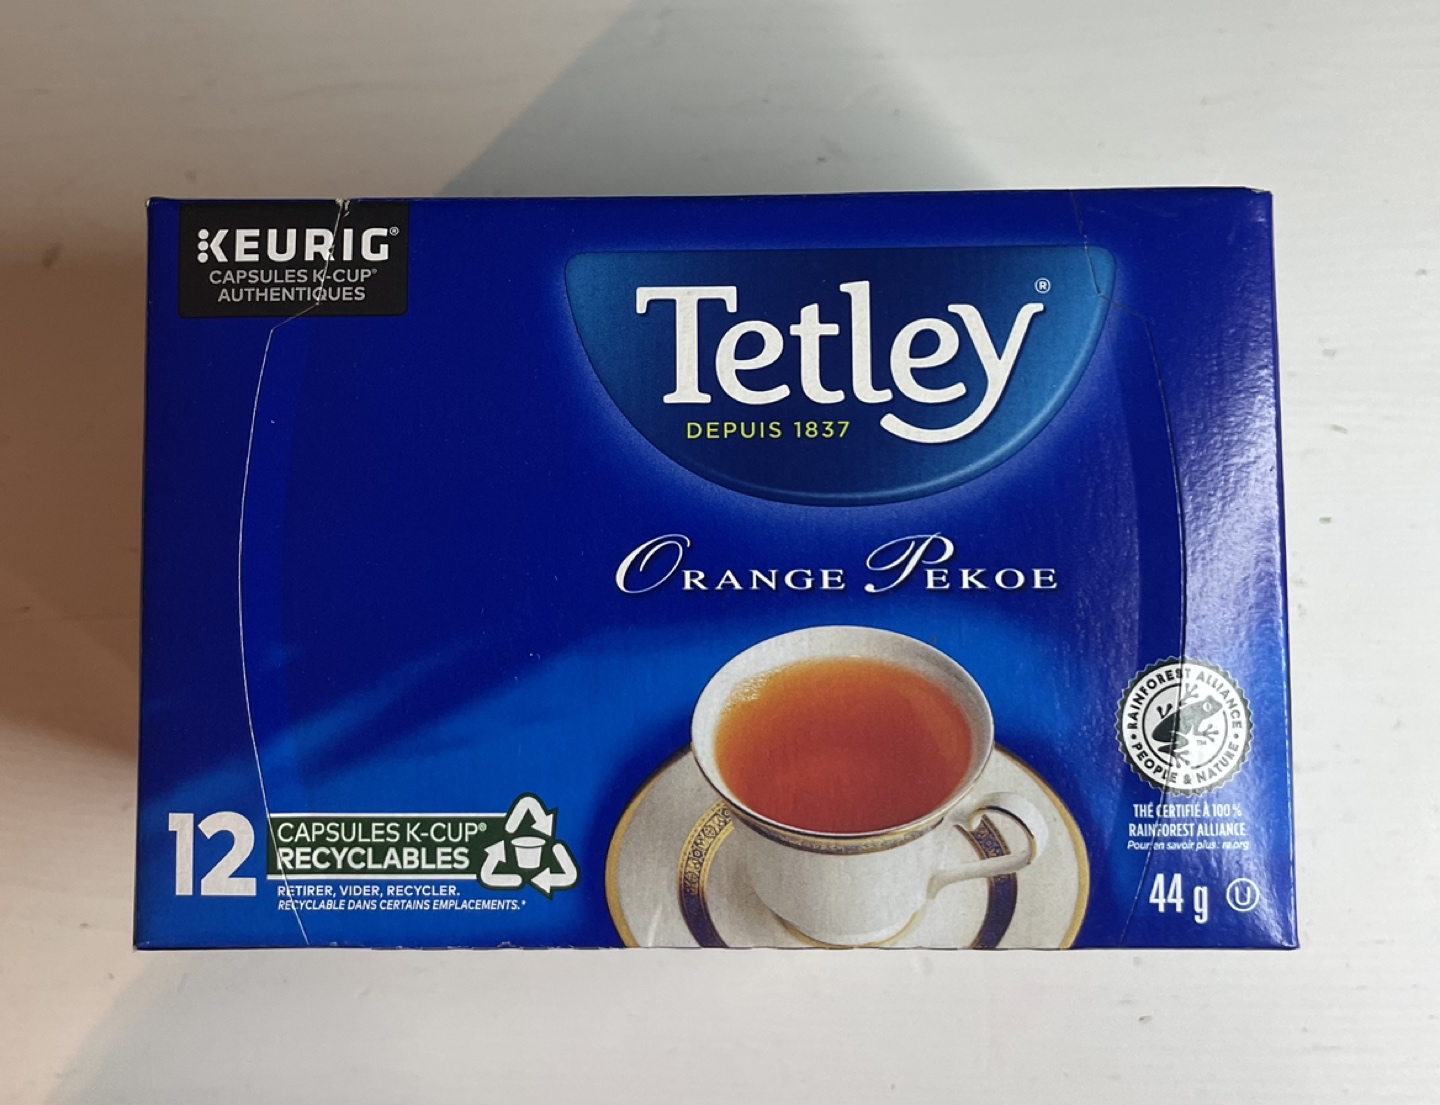 KEURIG®
CAPSULES K-CUP®
AUTHENTIQUES
Tetley®
DEPUIS 1837
ORANGE PEKOE
RAINFOREST ALLIANCE
PEOPLE & NATURE
TM
THÉ CERTIFIÉ À 100 %
RAINFOREST ALLIANCE
Pour en savoir plus : ra.org
12
CAPSULES K-CUP®
RECYCLABLES
RETIRER, VIDER, RECYCLER.
RECYCLABLE DANS CERTAINS EMPLACEMENTS.*
44 g
U